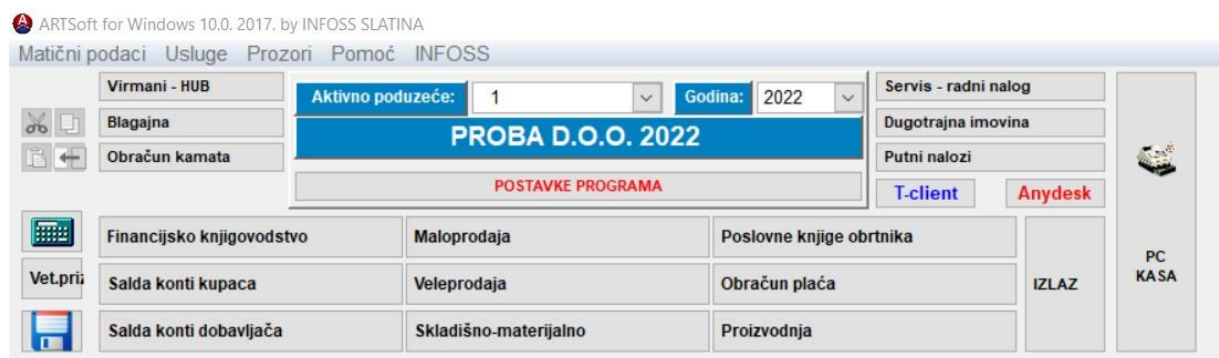 ARTSoft for Windows 10.0. 2017. by INFOSS SLATINA
Matični podaci Usluge Prozori Pomoć INFOSS
Virmani - HUB
Blagajna
Obračun kamata
Aktivno poduzeće: 1 Godina: 2022
PROBA D.O.O. 2022
POSTAVKE PROGRAMA
Servis - radni nalog
Dugotrajna imovina
Putni nalozi
T-client Anydesk
Financijsko knjigovodstvo Maloprodaja Poslovne knjige obrtnika
Vet.priz Salda konti kupaca Veleprodaja Obračun plaća IZLAZ
Salda konti dobavljača Skladišno-materijalno Proizvodnja
PC
KASA